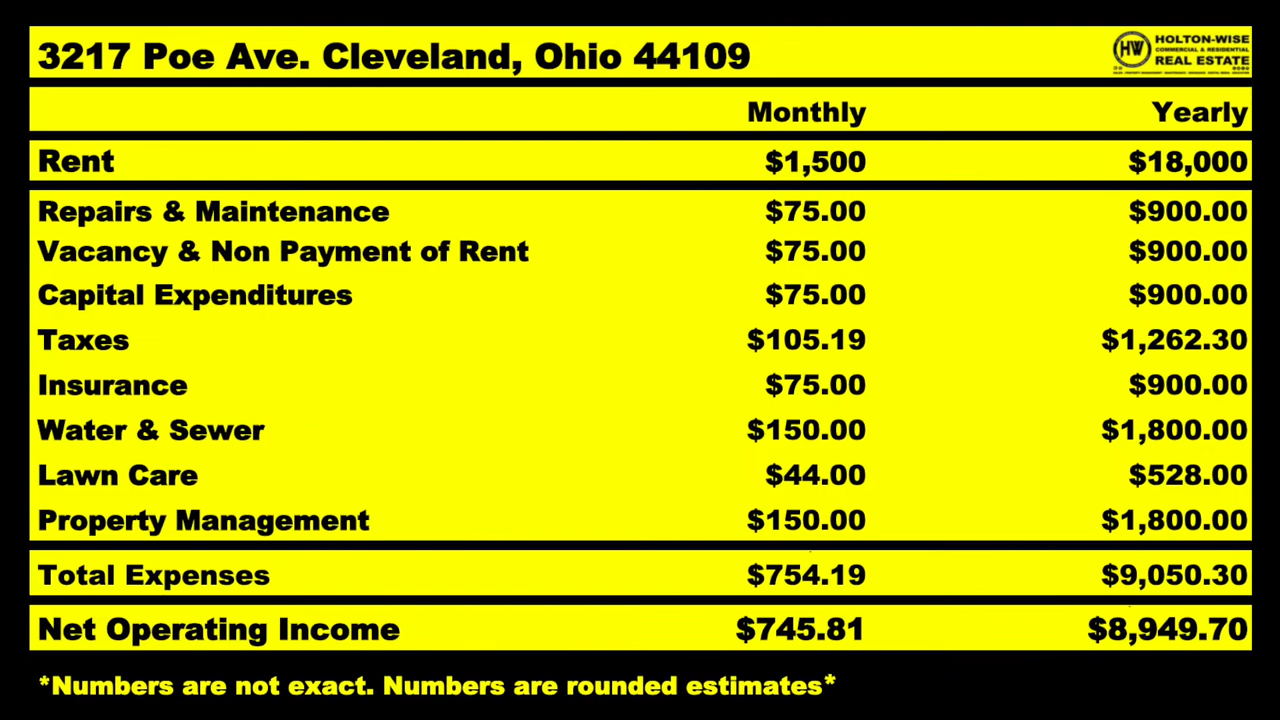 3217 Poe Ave. Cleveland, Ohio 44109
HOLTON-WISE
COMMERCIAL & RESIDENTIAL
REAL ESTATE
HW
Monthly Yearly
Rent $1,500 $18,000
Repairs & Maintenance $75.00 $900.00
Vacancy & Non Payment of Rent $75.00 $900.00
Capital Expenditures $75.00 $900.00
Taxes $105.19 $1,262.30
Insurance $75.00 $900.00
Water & Sewer $150.00 $1,800.00
Lawn Care $44.00 $528.00
Property Management $150.00 $1,800.00
Total Expenses $754.19 $9,050.30
Net Operating Income $745.81 $8,949.70
*Numbers are not exact. Numbers are rounded estimates*